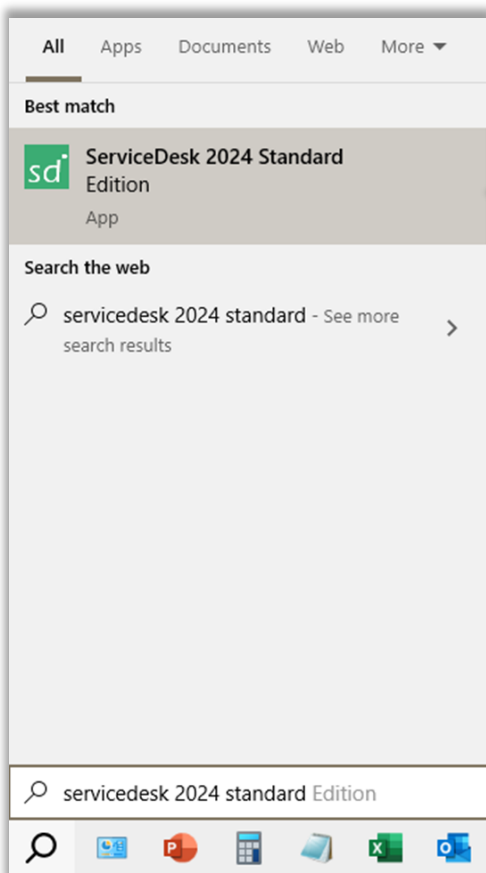 All Apps Documents Web More
Best match
sd
ServiceDesk 2024 Standard
Edition
App
Search the web
servicedesk 2024 standard - See more
search results
servicedesk 2024 standard Edition